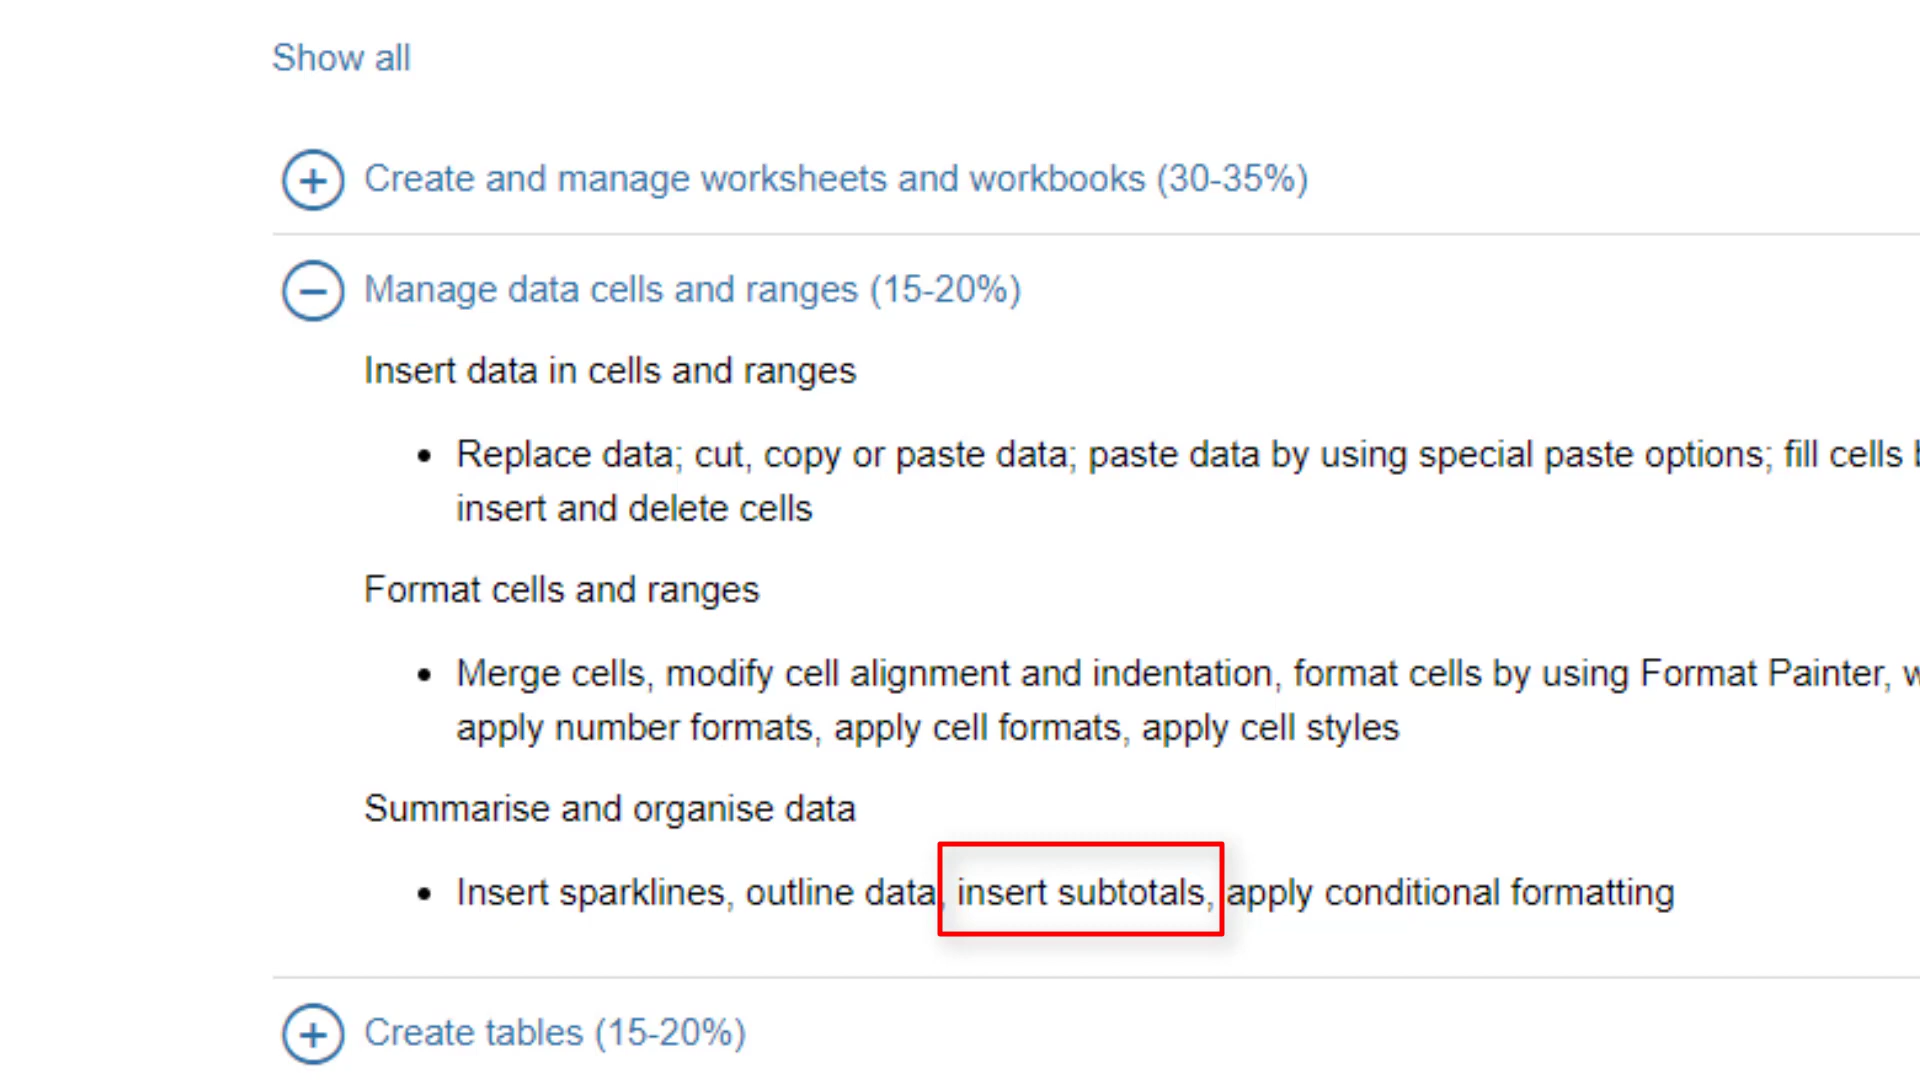 Show all
Create and manage worksheets and workbooks (30-35%)
Manage data cells and ranges (15-20%)
Insert data in cells and ranges
• Replace data; cut, copy or paste data; paste data by using special paste options; fill cells
insert and delete cells
Format cells and ranges
• Merge cells, modify cell alignment and indentation, format cells by using Format Painter,
apply number formats, apply cell formats, apply cell styles
Summarise and organise data
• Insert sparklines, outline data, insert subtotals, apply conditional formatting
Create tables (15-20%)